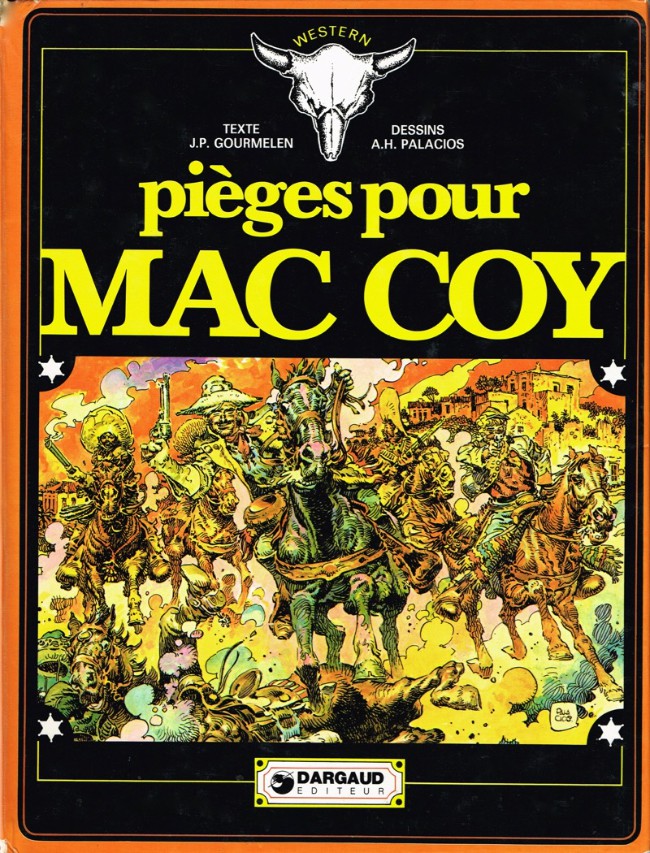 WESTERN
TEXTE
J.P. GOURMELEN
DESSINS
A.H. PALACIOS
pièges pour
MAC COY
DARGAUD
EDITEUR